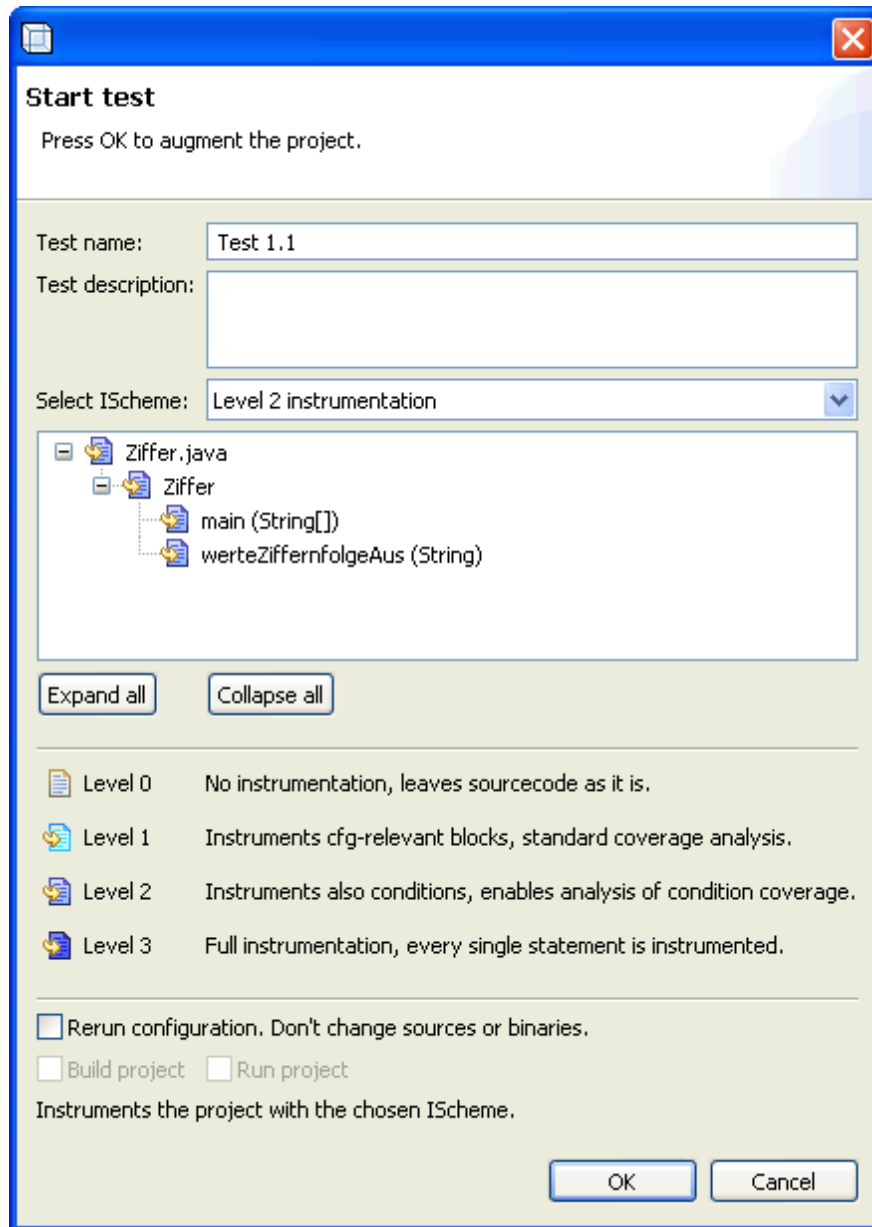 Start test
Press OK to augment the project.
Test name: Test 1.1
Test description:
Select IScheme: Level 2 instrumentation
Ziffer.java
Ziffer
main (String[])
werteZiffernfolgeAus (String)
Expand all Collapse all
Level 0 No instrumentation, leaves sourcecode as it is.
Level 1 Instruments cfg-relevant blocks, standard coverage analysis.
Level 2 Instruments also conditions, enables analysis of condition coverage.
Level 3 Full instrumentation, every single statement is instrumented.
Rerun configuration. Don't change sources or binaries.
Build project Run project
Instruments the project with the chosen IScheme.
OK Cancel